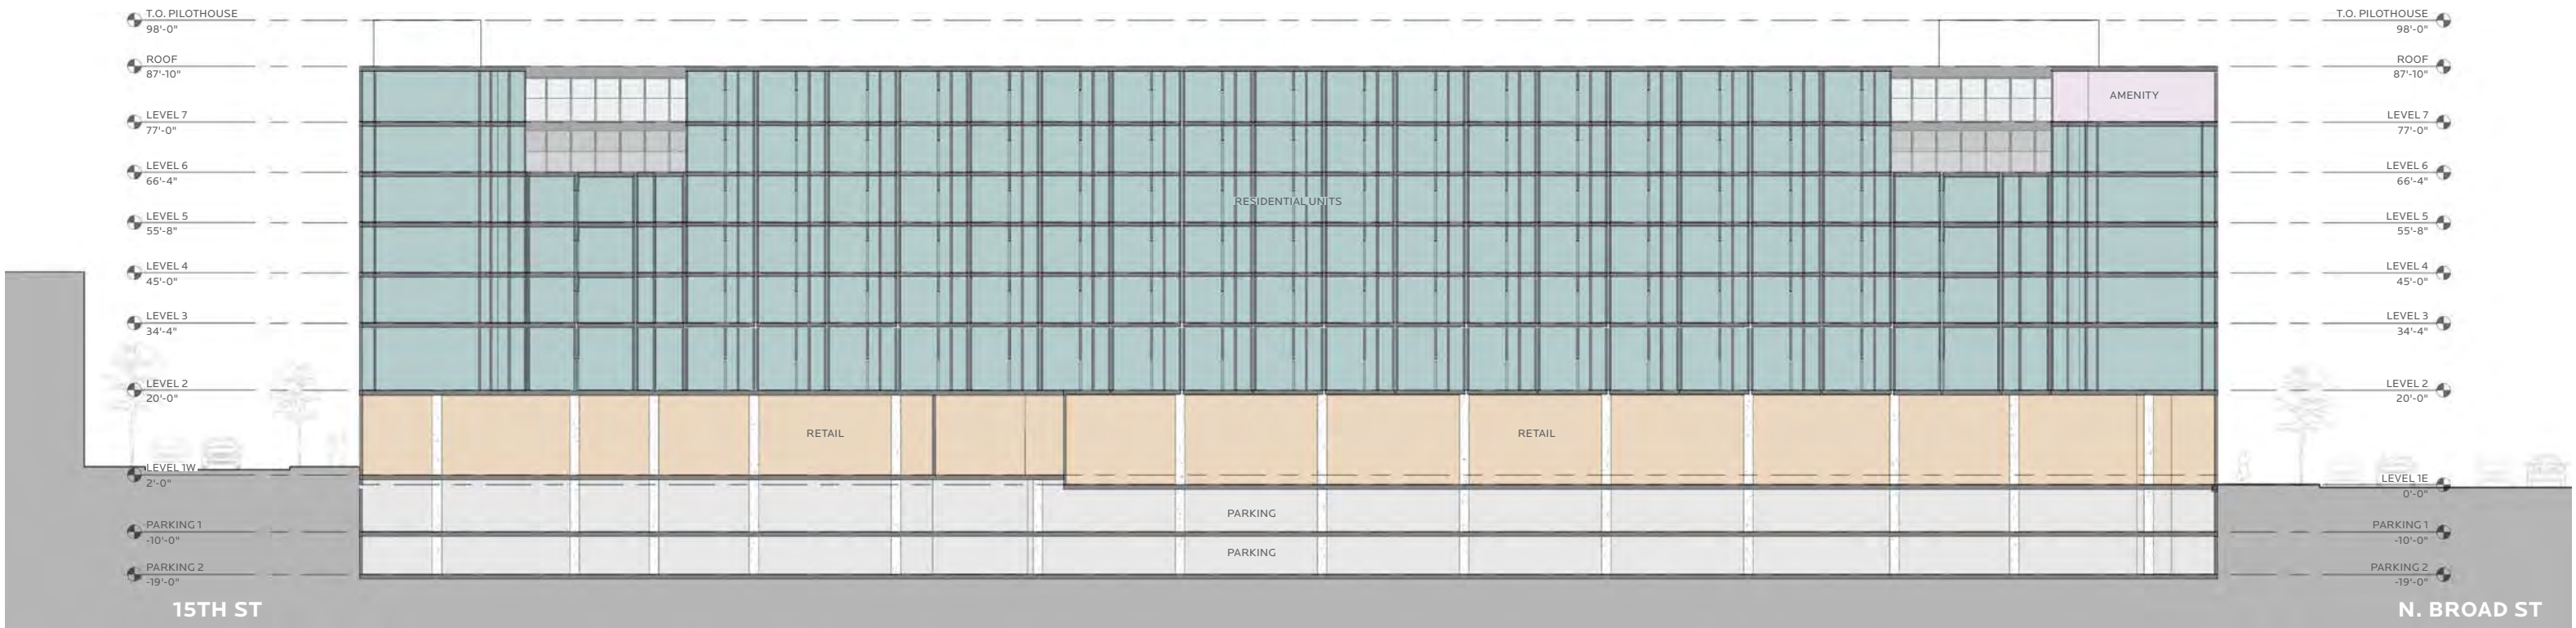 T.O. PILOTHOUSE
98'-0"
ROOF
87'-10"
LEVEL 7
77'-0"
LEVEL 6
66'-4"
LEVEL 5
55'-8"
LEVEL 4
45'-0"
LEVEL 3
34'-4"
LEVEL 2
20'-0"
LEVEL 1W
2'-0"
PARKING 1
-10'-0"
PARKING 2
-19'-0"
15TH ST
AMENITY
RESIDENTIAL UNITS
RETAIL
RETAIL
PARKING
PARKING
T.O. PILOTHOUSE
98'-0"
ROOF
87'-10"
LEVEL 7
77'-0"
LEVEL 6
66'-4"
LEVEL 5
55'-8"
LEVEL 4
45'-0"
LEVEL 3
34'-4"
LEVEL 2
20'-0"
LEVEL 1E
0'-0"
PARKING 1
-10'-0"
PARKING 2
-19'-0"
N. BROAD ST